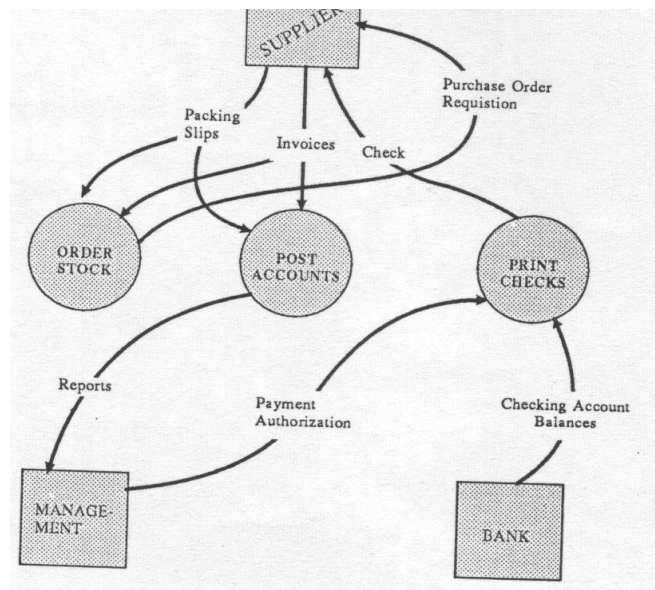 SUPPLIER
Purchase Order
Requistion
Packing
Slips
Invoices
Check
ORDER
STOCK
POST
ACCOUNTS
PRINT
CHECKS
Reports
Payment
Authorization
Checking Account
Balances
MANAGE-
MENT
BANK